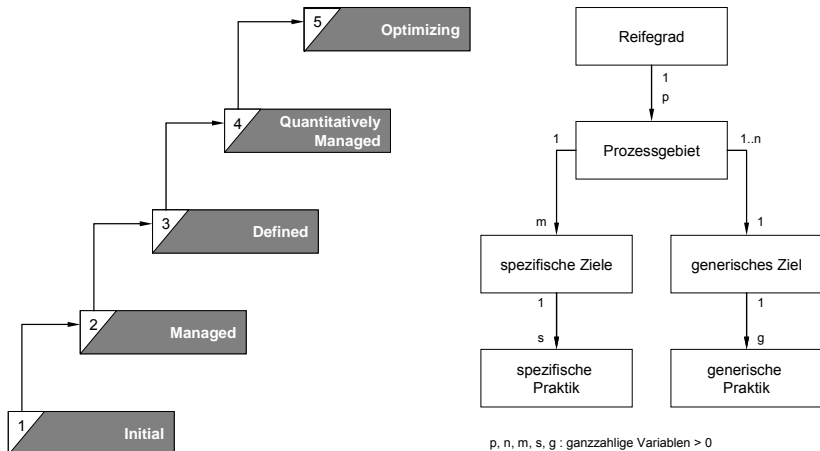 5
Optimizing
4
Quantitatively
Managed
3
Defined
2
Managed
1
Initial
Reifegrad
1
p
Prozessgebiet
1
1..n
m
1
spezifische Ziele
generisches Ziel
1
1
s
g
spezifische
Praktik
generische
Praktik
p, n, m, s, g : ganzzahlige Variablen > 0